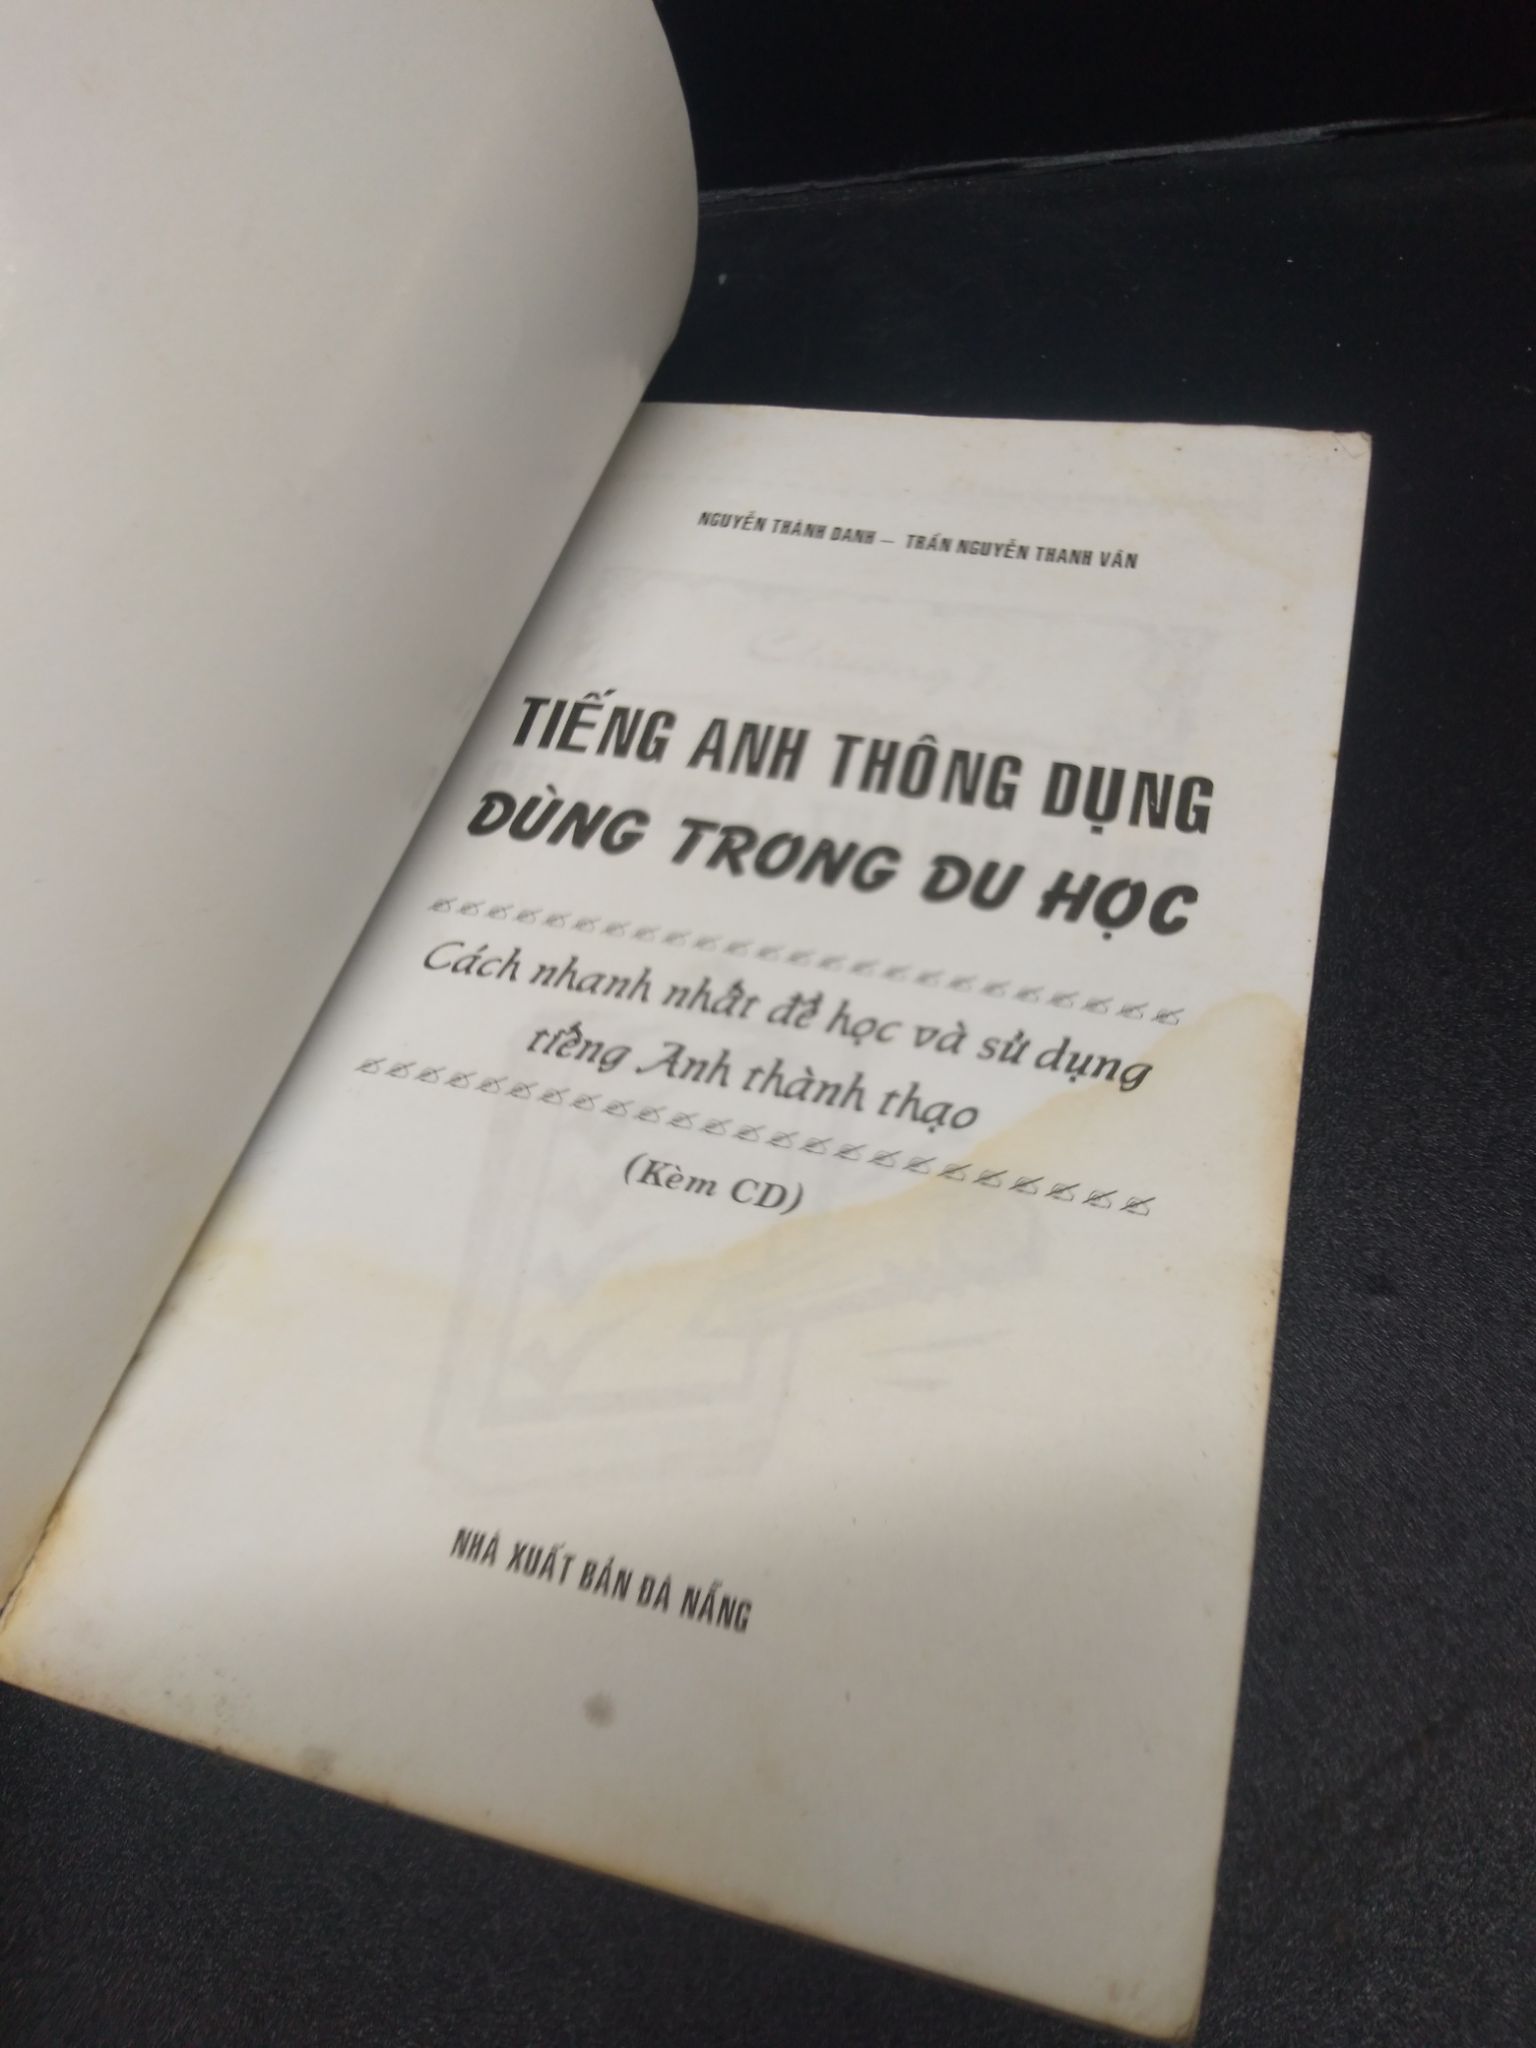 NGUYỄN THÀNH DANH – TRẦN NGUYỄN THANH VÂN
TIẾNG ANH THÔNG DỤNG
DÙNG TRONG DU HỌC
Cách nhanh nhất để học và sử dụng
tiếng Anh thành thạo
(Kèm CD)
NHÀ XUẤT BẢN ĐÀ NẴNG